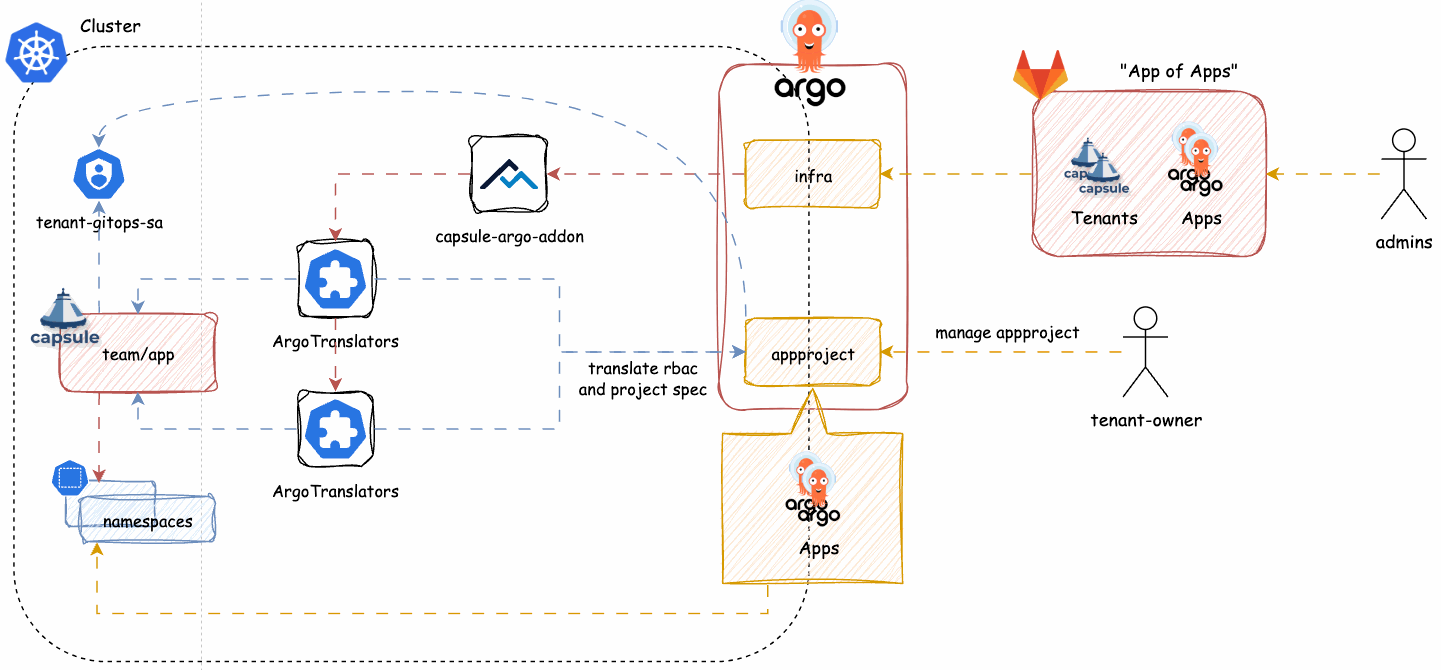 Cluster
argo
"App of Apps"
infra
capsule
capsule
argo
argo
Tenants
Apps
admins
tenant-gitops-sa
capsule-argo-addon
capsule
team/app
ArgoTranslators
translate rbac
and project spec
appproject
manage appproject
tenant-owner
ArgoTranslators
namespaces
argo
argo
Apps